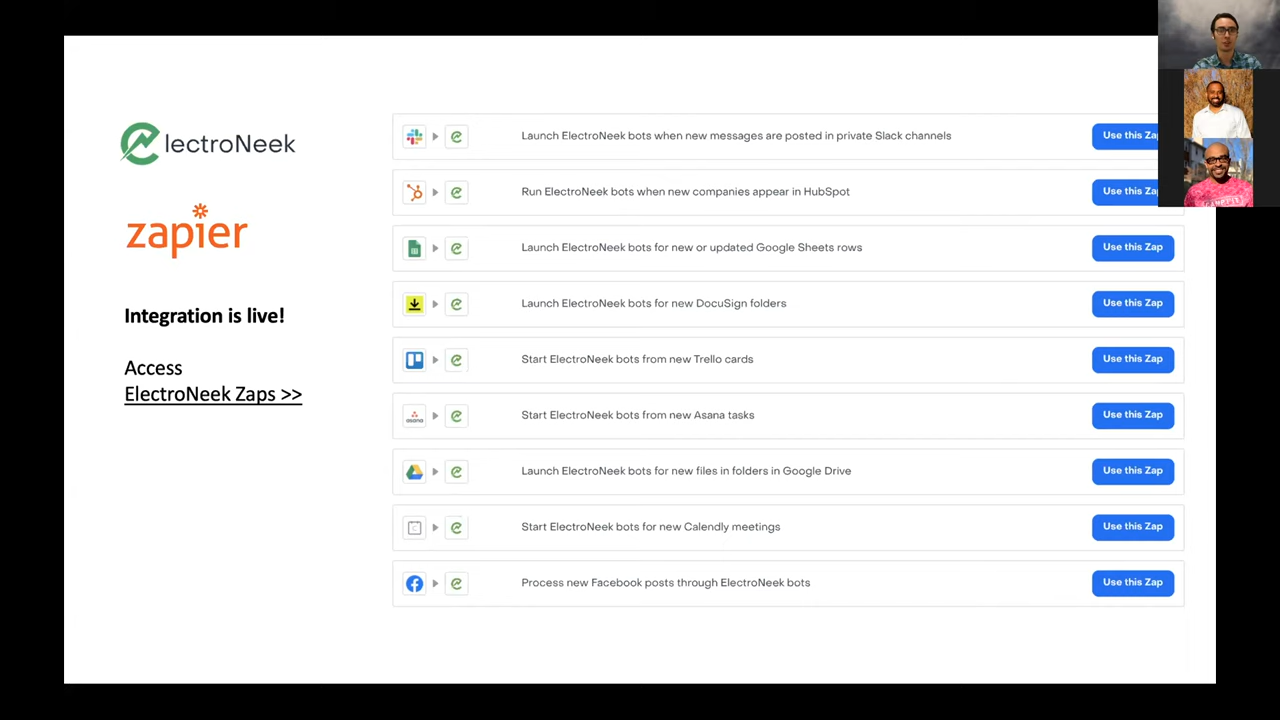 lectroNeek
zapier
Integration is live!
Access
ElectroNeek Zaps >>
Launch ElectroNeek bots when new messages are posted in private Slack channels
Use this Zap
Run ElectroNeek bots when new companies appear in HubSpot
Use this Zap
Launch ElectroNeek bots for new or updated Google Sheets rows
Use this Zap
Launch ElectroNeek bots for new DocuSign folders
Use this Zap
Start ElectroNeek bots from new Trello cards
Use this Zap
asana
Start ElectroNeek bots from new Asana tasks
Use this Zap
Launch ElectroNeek bots for new files in folders in Google Drive
Use this Zap
Start ElectroNeek bots for new Calendly meetings
Use this Zap
Process new Facebook posts through ElectroNeek bots
Use this Zap